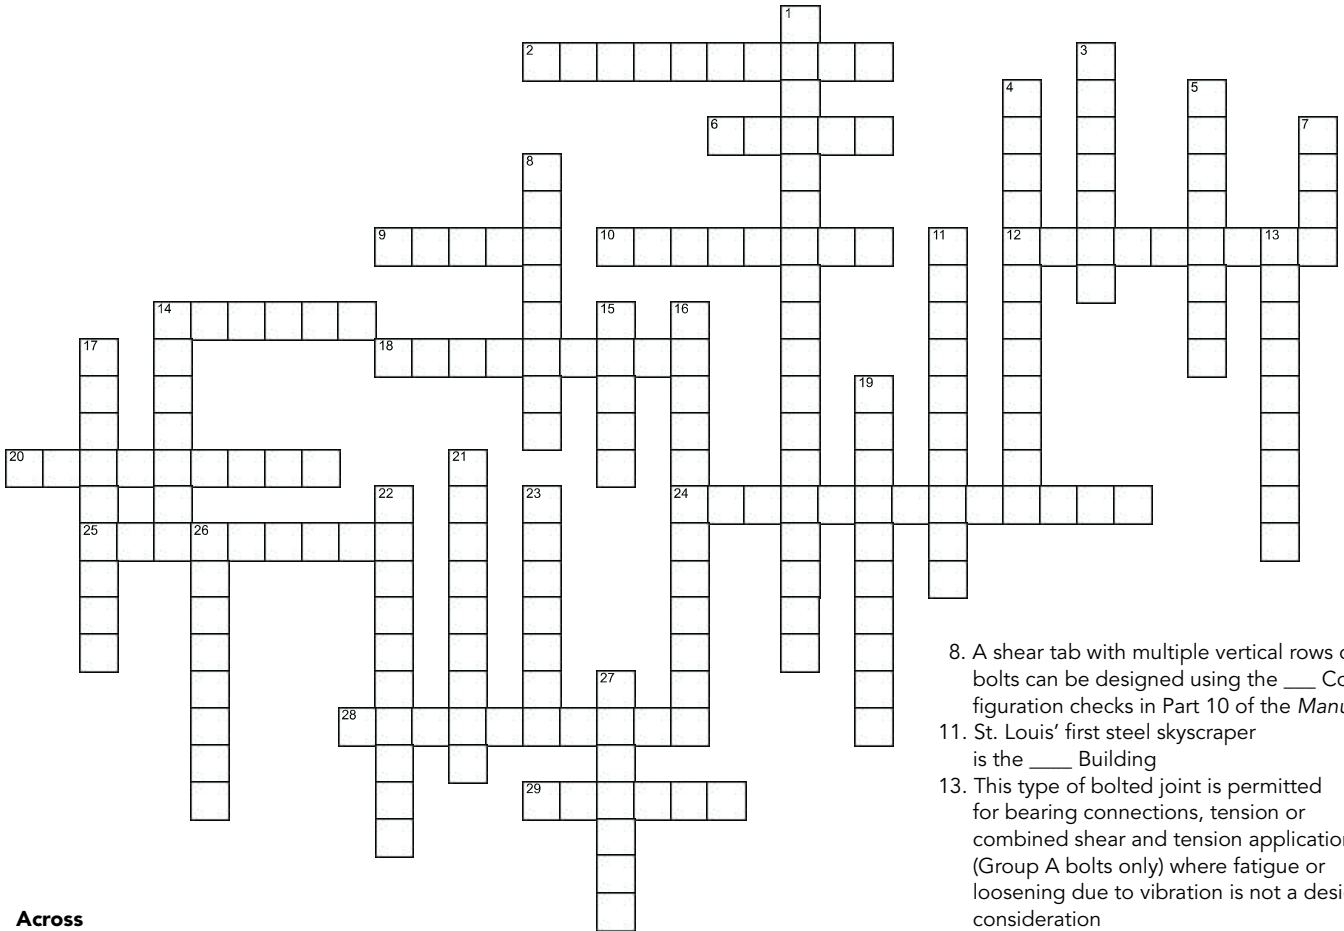 1
2
3
4
5
6
7
8
9
10
11
12
13
14
15
16
17
18
19
20
21
22
23
24
25
26
27
28
29
8. A shear tab with multiple vertical rows
bolts can be designed using the ___ Co
figuration checks in Part 10 of the Manu
11. St. Louis’ first steel skyscraper
is the ____ Building
13. This type of bolted joint is permitted
for bearing connections, tension or
combined shear and tension application
(Group A bolts only) where fatigue or
loosening due to vibration is not a desi
consideration
Across